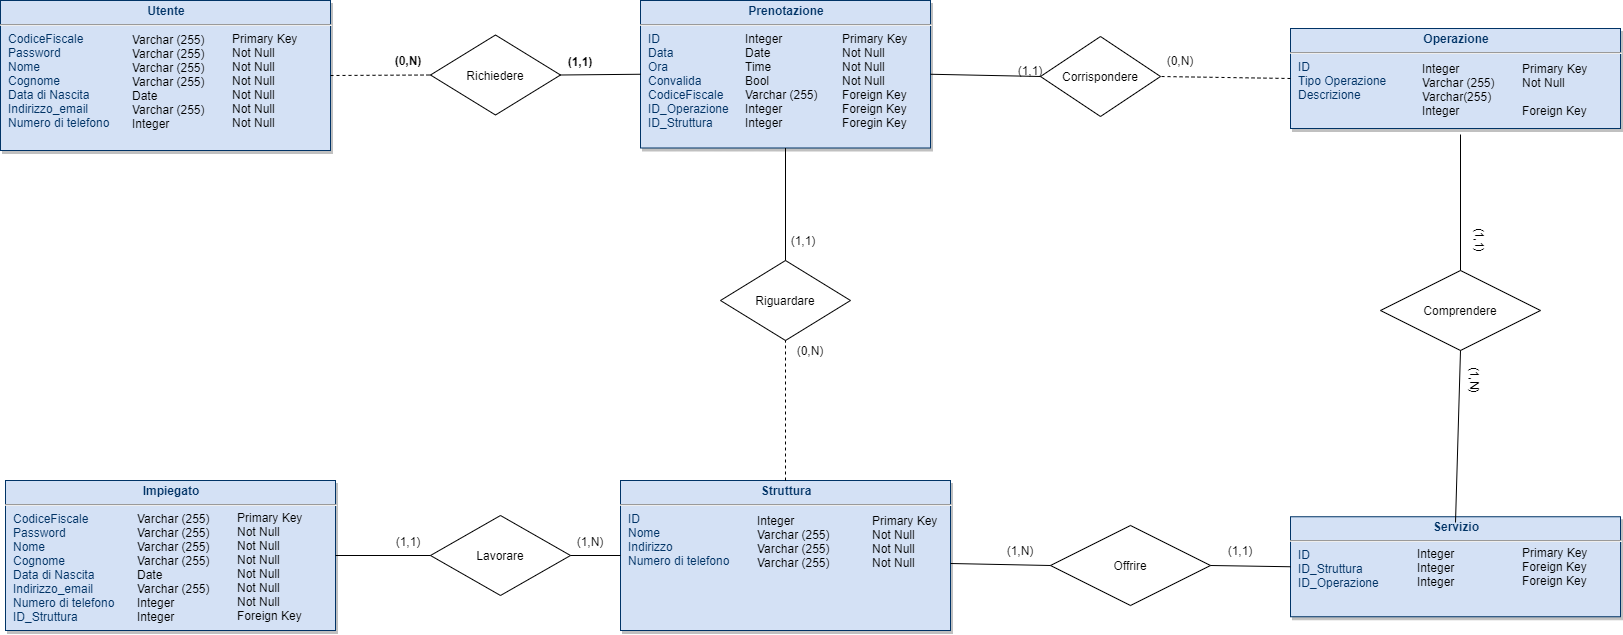 Utente
CodiceFiscale Varchar (255) Primary Key
Password Varchar (255) Not Null
Nome Varchar (255) Not Null
Cognome Varchar (255) Not Null
Data di Nascita Date Not Null
Indirizzo_email Varchar (255) Not Null
Numero di telefono Integer Not Null
(0,N)
Richiedere
(1,1)
Prenotazione
ID Integer Primary Key
Data Date Not Null
Ora Time Not Null
Convalida Bool Not Null
CodiceFiscale Varchar (255) Foreign Key
ID_Operazione Integer Foreign Key
ID_Struttura Integer Foregin Key
(1,1)
Corrispondere
(0,N)
Operazione
ID Integer Primary Key
Tipo Operazione Varchar (255) Not Null
Descrizione Varchar(255)
Integer Foreign Key
(1,1)
Riguardare
(0,N)
(1,1)
Comprendere
(1,N)
Impiegato
CodiceFiscale Varchar (255) Primary Key
Password Varchar (255) Not Null
Nome Varchar (255) Not Null
Cognome Varchar (255) Not Null
Data di Nascita Date Not Null
Indirizzo_email Varchar (255) Not Null
Numero di telefono Integer Not Null
ID_Struttura Integer Foreign Key
(1,1)
Lavorare
(1,N)
Struttura
ID Integer Primary Key
Nome Varchar (255) Not Null
Indirizzo Varchar (255) Not Null
Numero di telefono Varchar (255) Not Null
(1,N)
Offrire
(1,1)
Servizio
ID Integer Primary Key
ID_Struttura Integer Foreign Key
ID_Operazione Integer Foreign Key